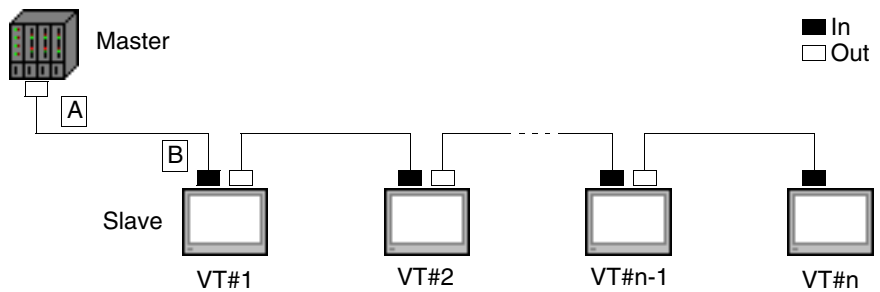 Master
In
Out
A
B
Slave
VT#1
VT#2
VT#n-1
VT#n